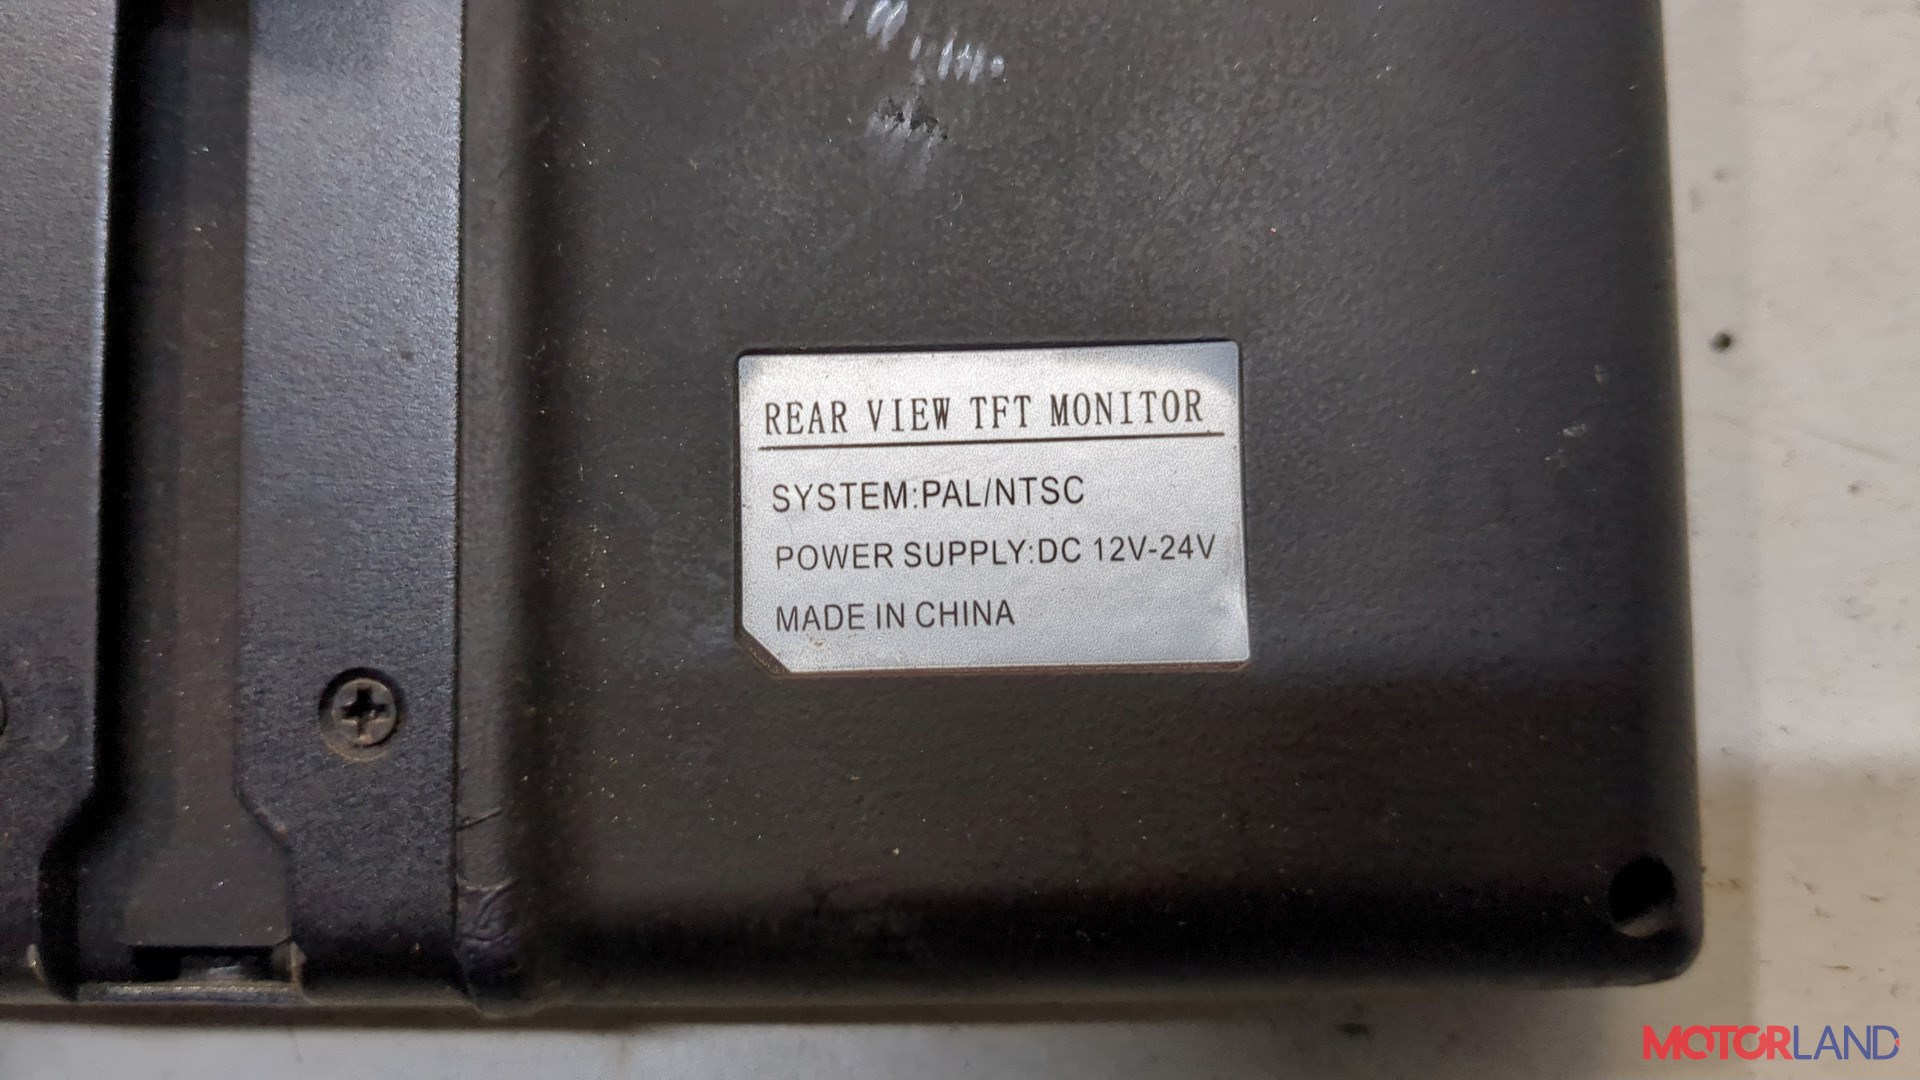 REAR VIEW TFT MONITOR
SYSTEM:PAL/NTSC
POWER SUPPLY:DC 12V-24V
MADE IN CHINA
MOTORLAND